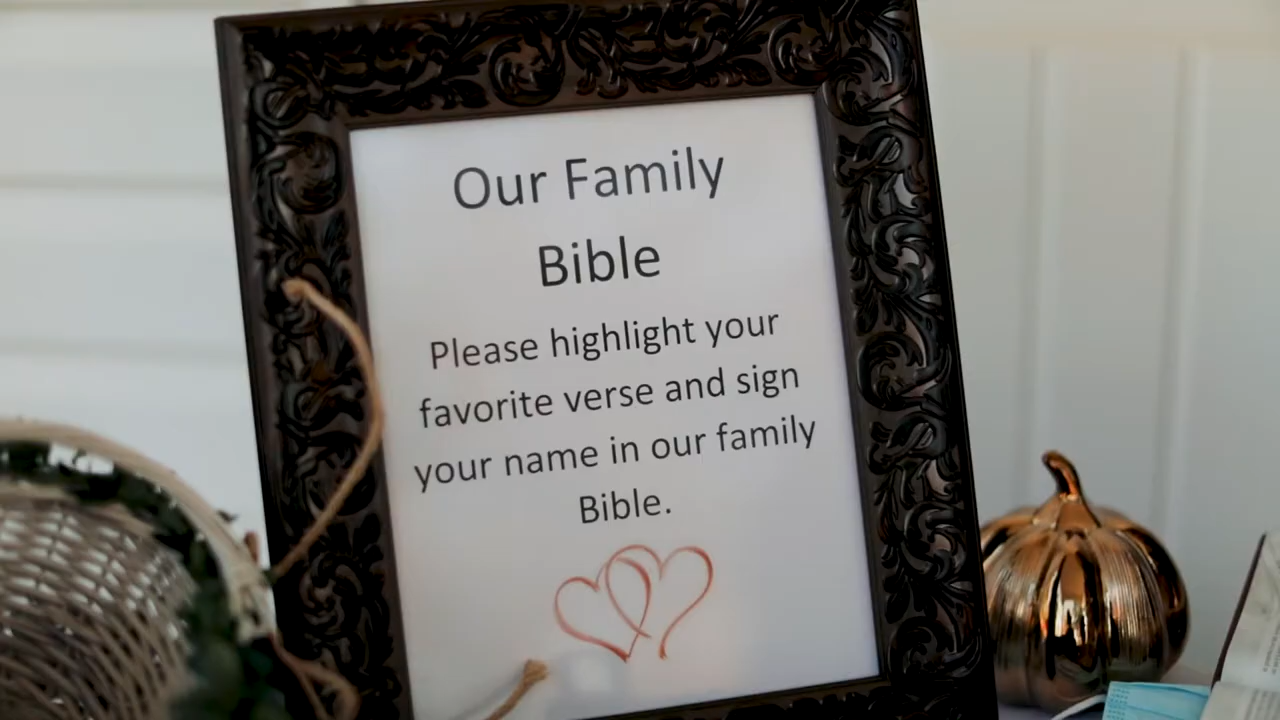 Our Family
Bible
Please highlight your
favorite verse and sign
your name in our family
Bible.